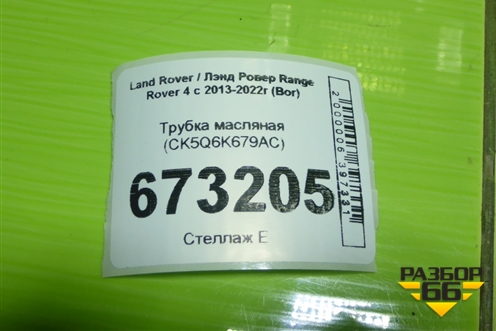 Land Rover / Лэнд Ровер Range
Rover 4 с 2013-2022г (Bor)
Трубка масляная
(CK5Q6K679AC)
673205
Стеллаж Е
2000006397331
РАЗБОР
66